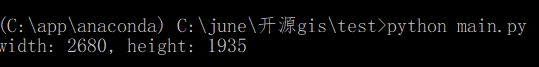 (C:\app\anaconda) C:\june\开源gis\test>python main.py
width: 2680, height: 1935